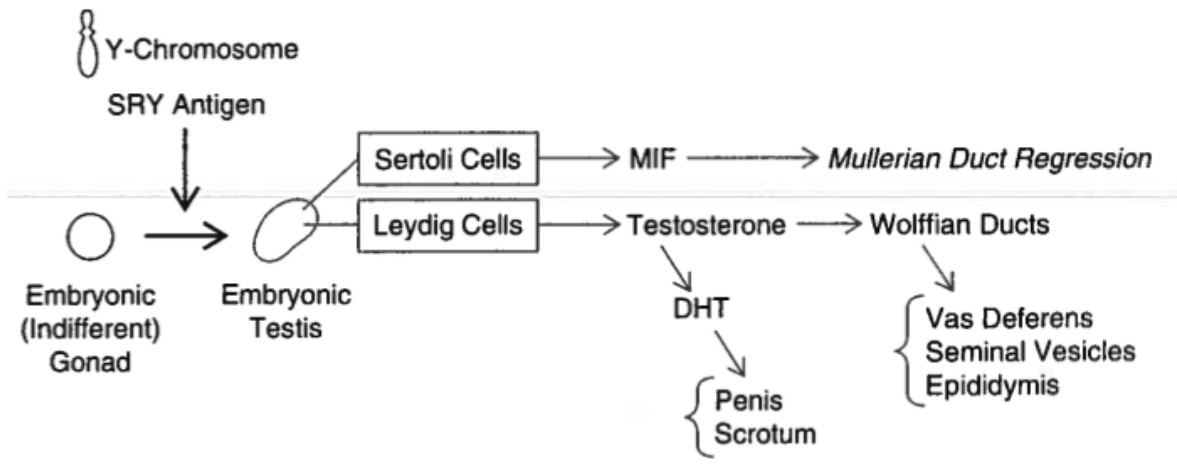 Y-Chromosome
SRY Antigen
Sertoli Cells
MIF
Mullerian Duct Regression
Leydig Cells
Testosterone
Wolffian Ducts
Embryonic
(Indifferent)
Gonad
Embryonic
Testis
DHT
Vas Deferens
Seminal Vesicles
Epididymis
Penis
Scrotum